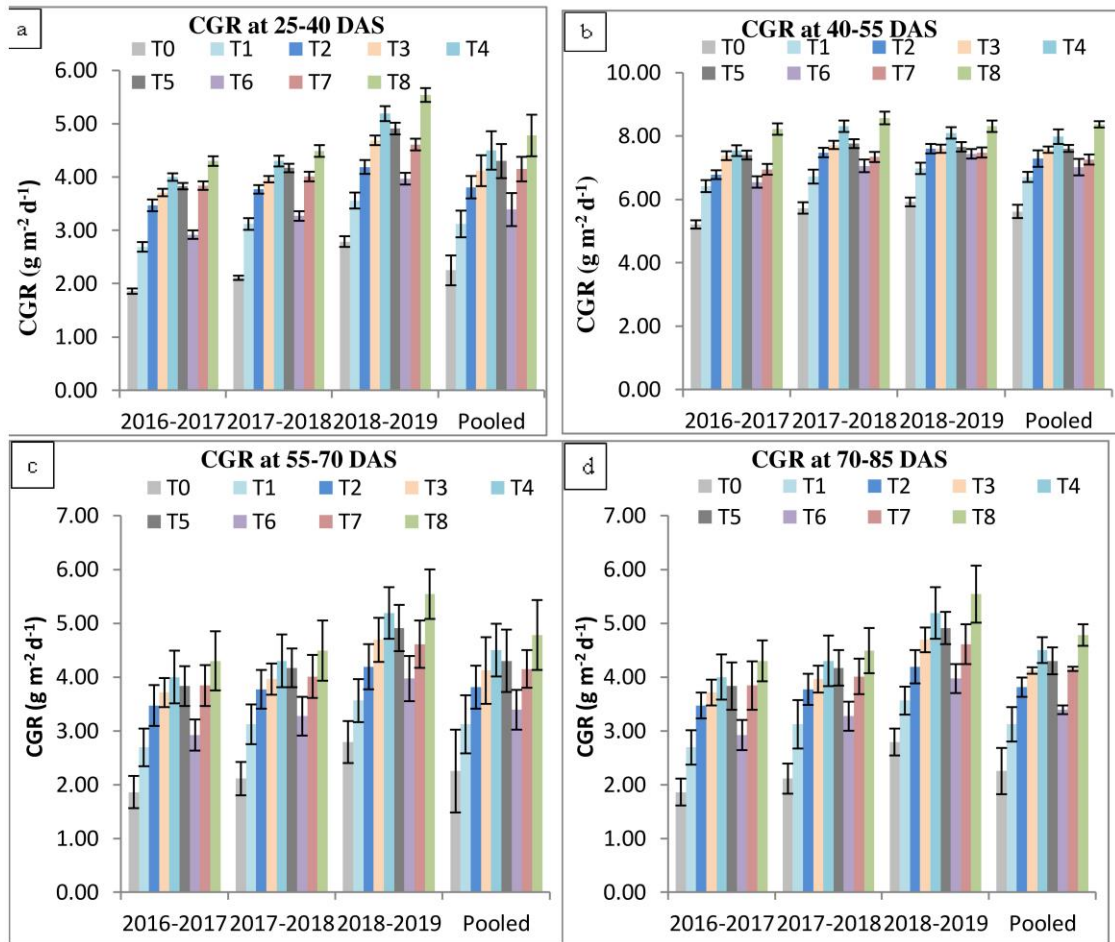 a
CGR at 25-40 DAS
T0 T1 T2 T3 T4
T5 T6 T7 T8
6.00
5.00
4.00
3.00
2.00
1.00
0.00
CGR (g m⁻² d⁻¹)
2016-2017 2017-2018 2018-2019 Pooled
b
CGR at 40-55 DAS
T0 T1 T2 T3 T4
T5 T6 T7 T8
10.00
8.00
6.00
4.00
2.00
0.00
CGR (g m⁻² d⁻¹)
2016-2017 2017-2018 2018-2019 Pooled
c
CGR at 55-70 DAS
T0 T1 T2 T3 T4
T5 T6 T7 T8
7.00
6.00
5.00
4.00
3.00
2.00
1.00
0.00
CGR (g m⁻² d⁻¹)
2016-2017 2017-2018 2018-2019 Pooled
d
CGR at 70-85 DAS
T0 T1 T2 T3 T4
T5 T6 T7 T8
7.00
6.00
5.00
4.00
3.00
2.00
1.00
0.00
CGR (g m⁻² d⁻¹)
2016-2017 2017-2018 2018-2019 Pooled